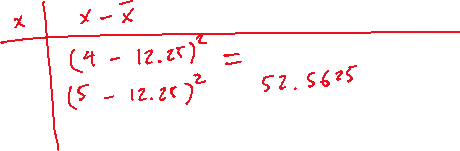 x x - x̄
(4 - 12.25)² =
(5 - 12.25)² 52.5625